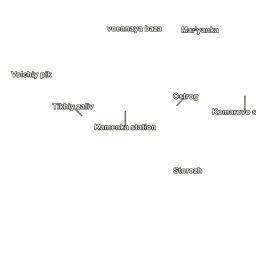 voennaya baza
Mar'yanka
Volchiy pik
Ostrog
Tikhiy zaliv
Komarovo s
Kamenka station
Storozh